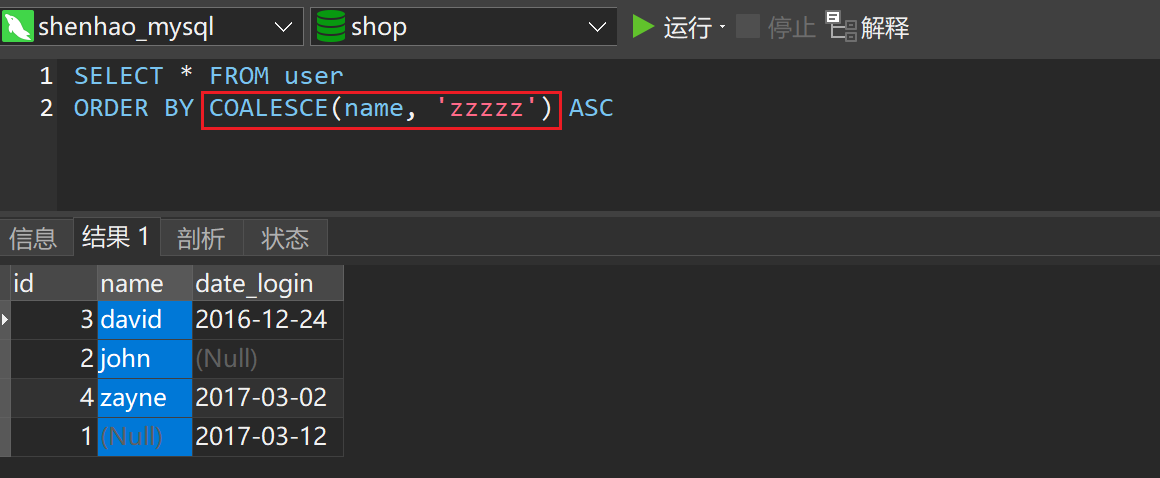 shenhao_mysql shop 运行 停止 解释
1 SELECT * FROM user
2 ORDER BY COALESCE(name, 'zzzzz') ASC
信息 结果 1 剖析 状态
id name date_login
3 david 2016-12-24
2 john (Null)
4 zayne 2017-03-02
1 (Null) 2017-03-12